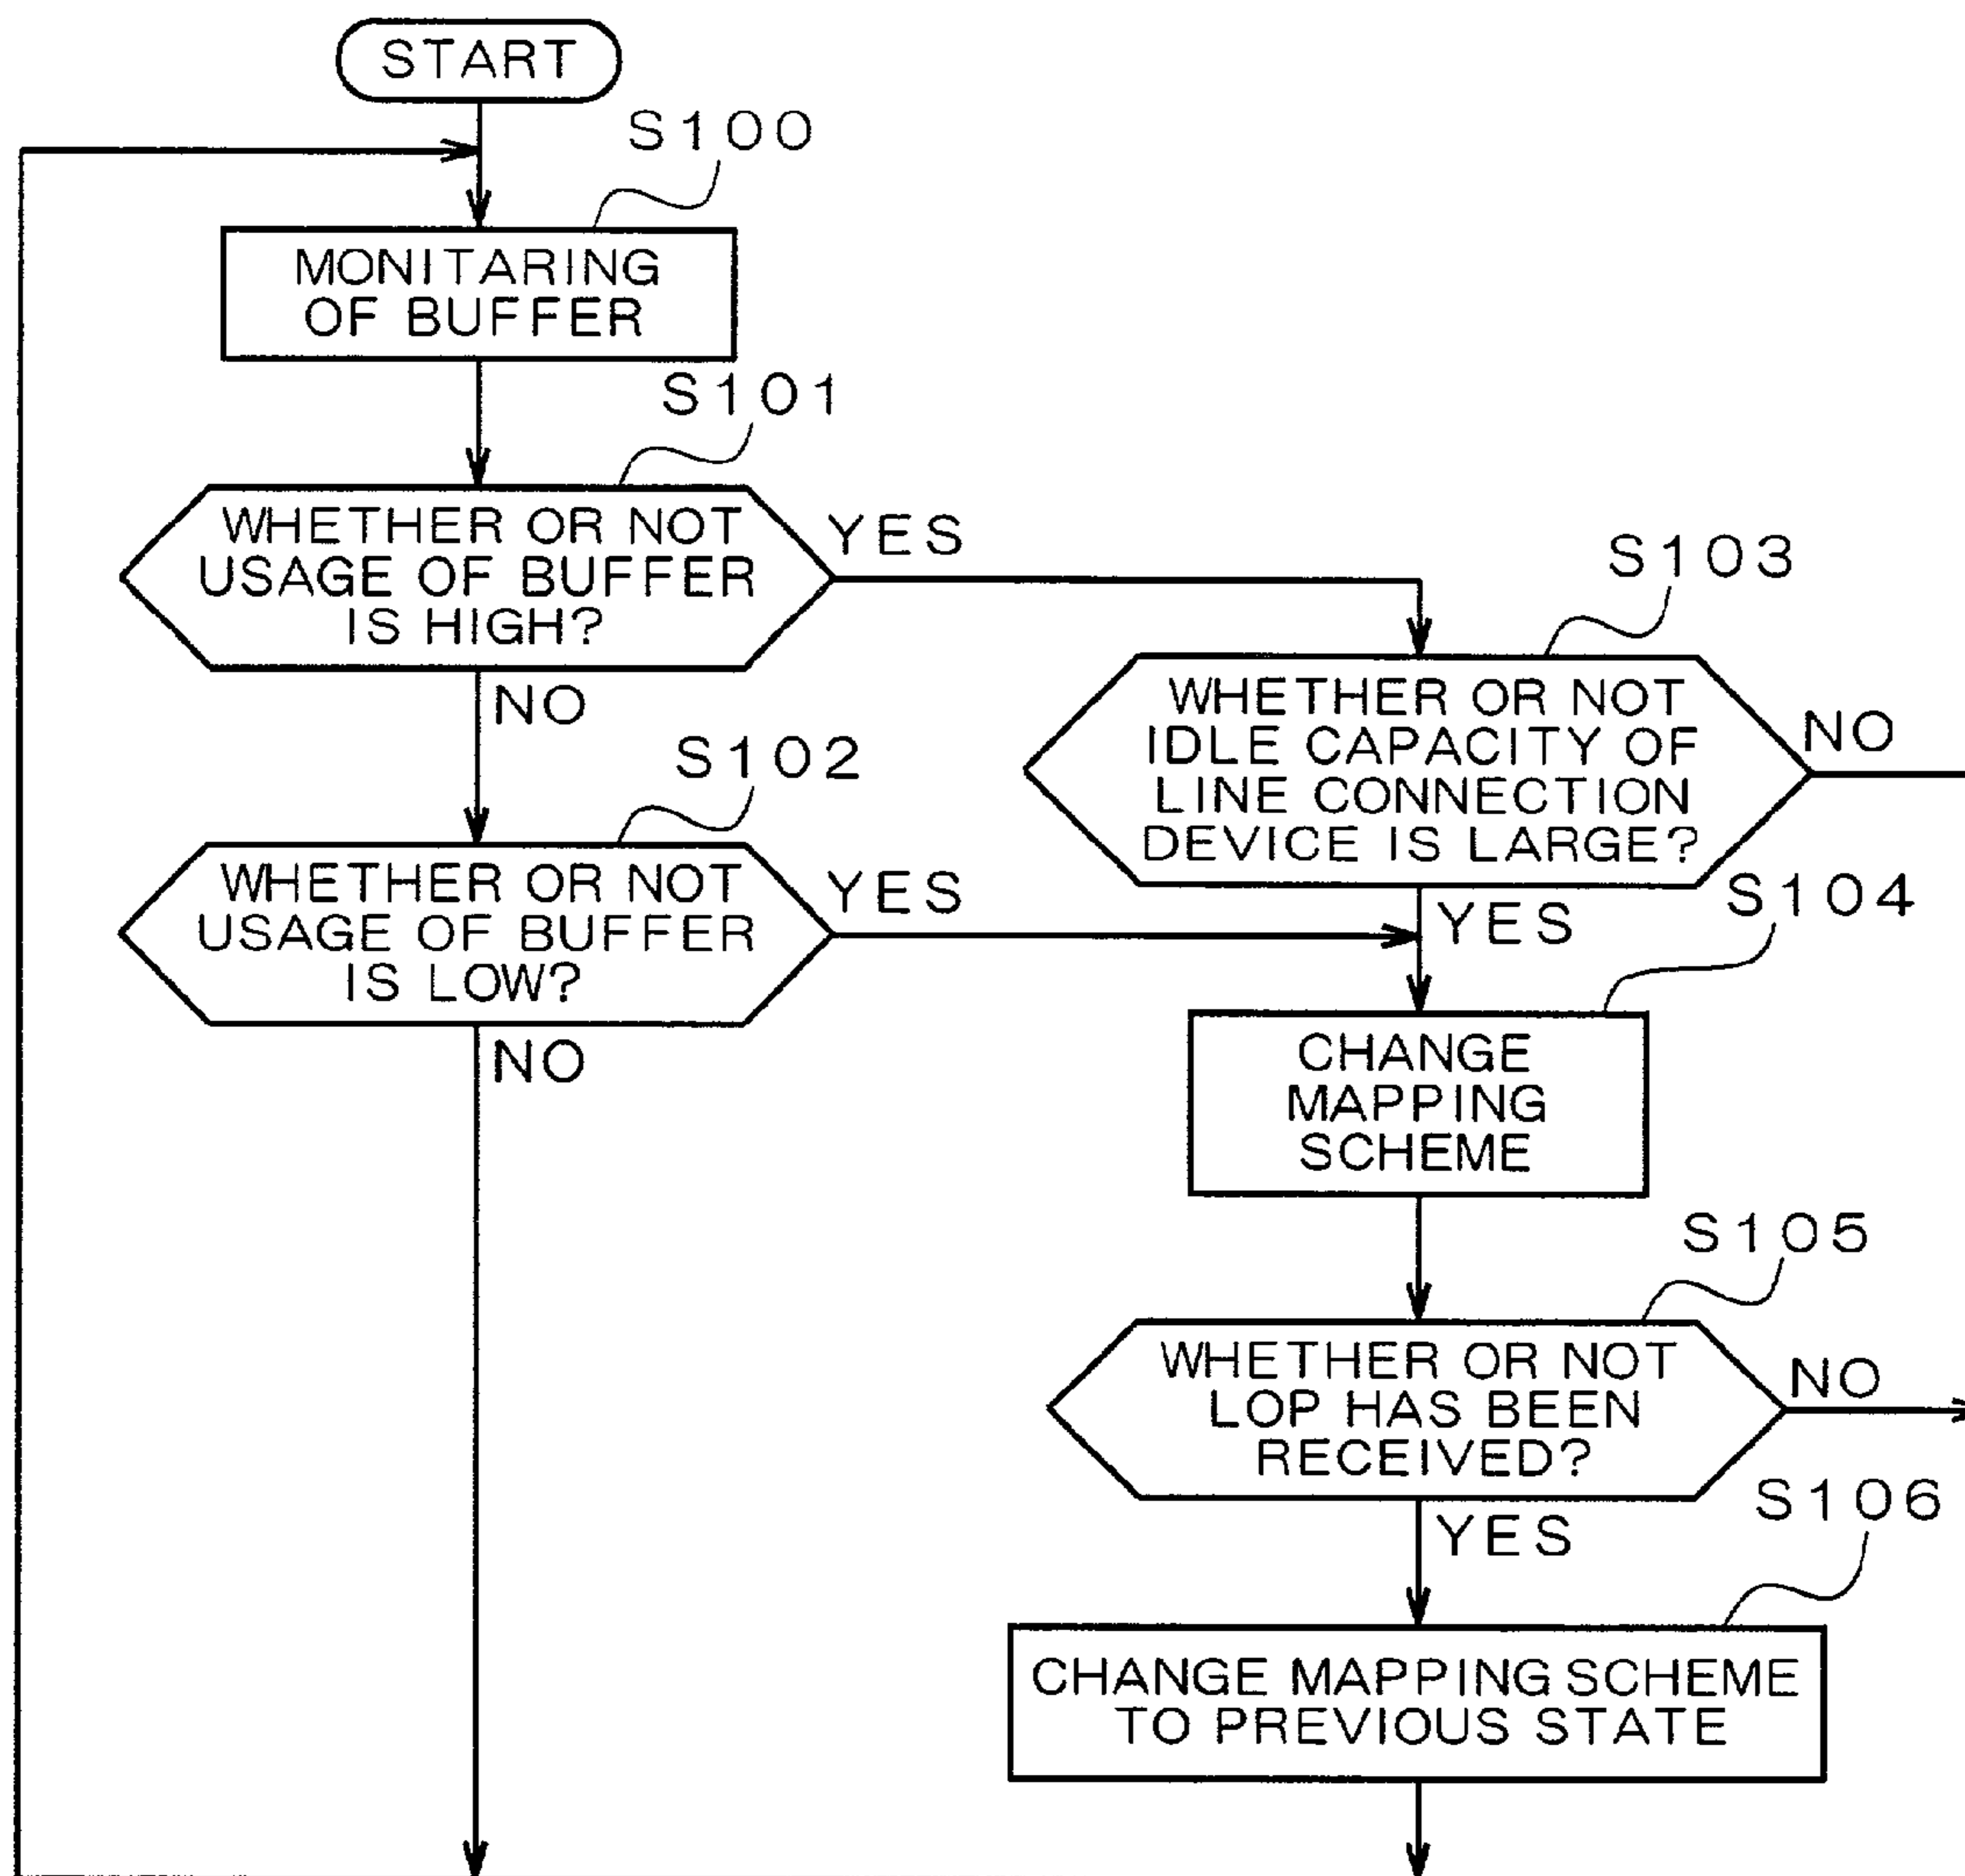 START
S100
MONITARING
OF BUFFER
S101
WHETHER OR NOT
USAGE OF BUFFER
IS HIGH?
YES
NO
S102
WHETHER OR NOT
USAGE OF BUFFER
IS LOW?
YES
NO
S103
WHETHER OR NOT
IDLE CAPACITY OF
LINE CONNECTION
DEVICE IS LARGE?
NO
YES
S104
CHANGE
MAPPING
SCHEME
S105
WHETHER OR NOT
LOP HAS BEEN
RECEIVED?
NO
YES
S106
CHANGE MAPPING SCHEME
TO PREVIOUS STATE